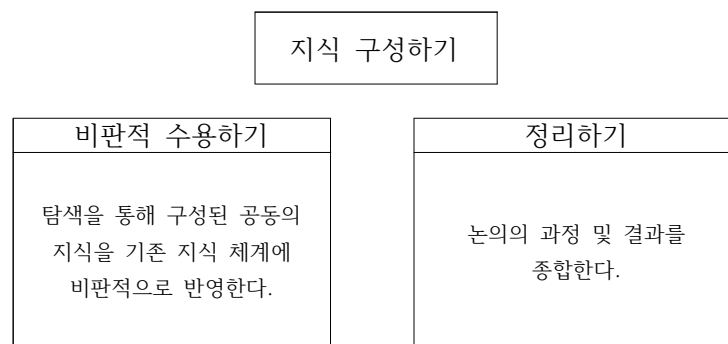 지식 구성하기
비판적 수용하기
탐색을 통해 구성된 공동의
지식을 기존 지식 체계에
비판적으로 반영한다.
정리하기
논의의 과정 및 결과를
종합한다.